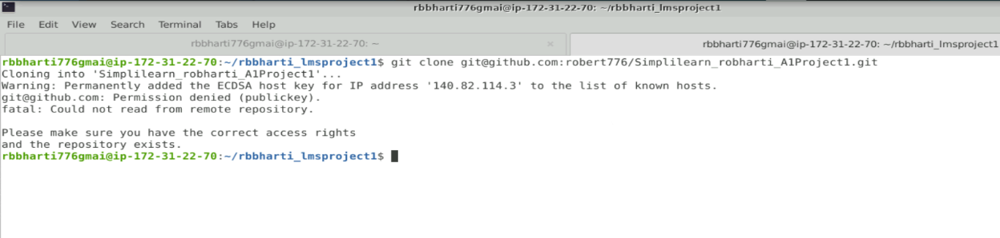 rbbharti776gmai@ip-172-31-22-70: ~/rbbharti_lmsproject1
File Edit View Search Terminal Tabs Help
rbbharti776gmai@ip-172-31-22-70: ~ × rbbharti776gmai@ip-172-31-22-70: ~/rbbharti_lmsproject1
rbbharti776gmai@ip-172-31-22-70:~/rbbharti_lmsproject1$ git clone git@github.com:robert776/Simplilearn_robharti_A1Project1.git
Cloning into 'Simplilearn_robharti_A1Project1'...
Warning: Permanently added the ECDSA host key for IP address '140.82.114.3' to the list of known hosts.
git@github.com: Permission denied (publickey).
fatal: Could not read from remote repository.
Please make sure you have the correct access rights
and the repository exists.
rbbharti776gmai@ip-172-31-22-70:~/rbbharti_lmsproject1$